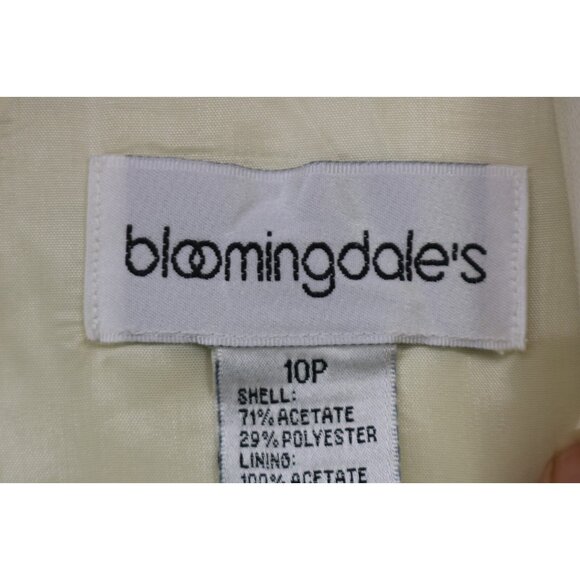 bloomingdale's
10P
SHELL:
71% ACETATE
29% POLYESTER
LINING:
100% ACETATE